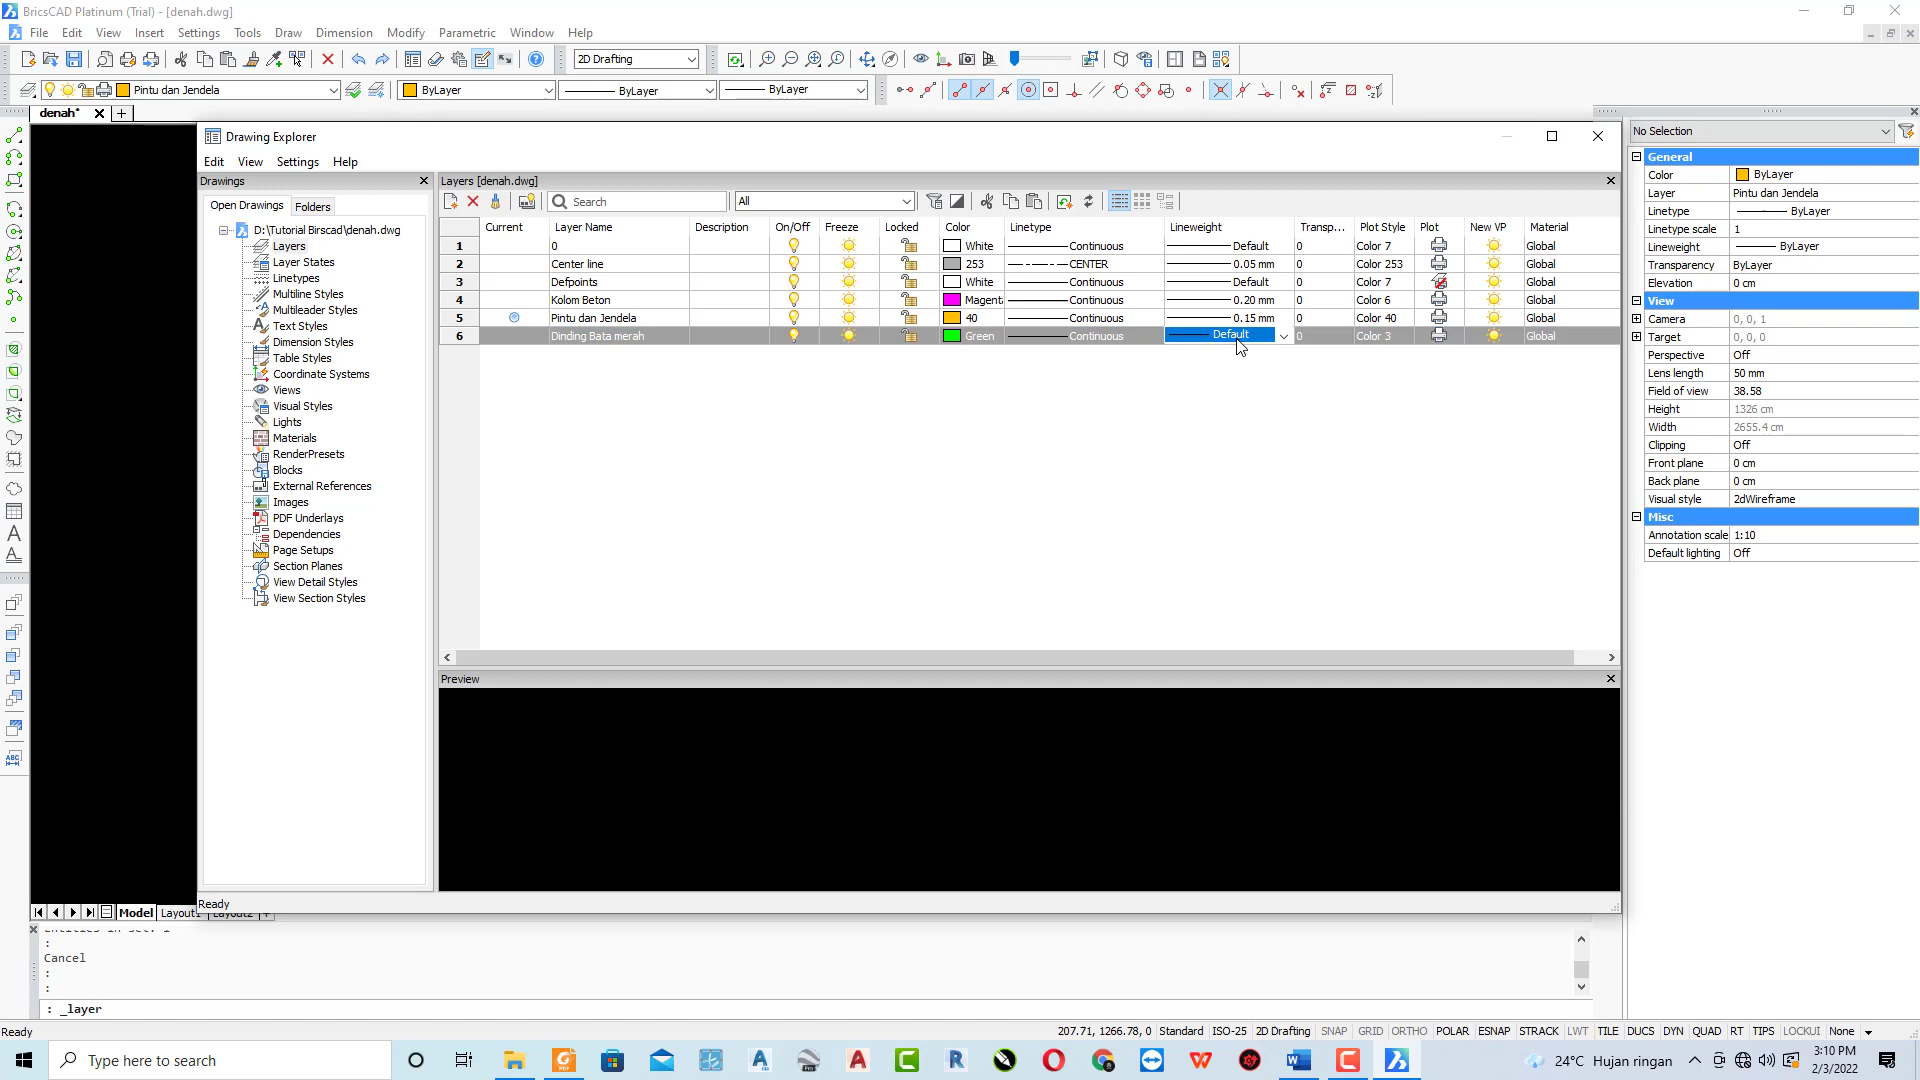 BricsCAD Platinum (Trial) - [denah.dwg]
File Edit View Insert Settings Tools Draw Dimension Modify Parametric Window Help
2D Drafting
Pintu dan Jendela ByLayer ByLayer ByLayer
denah*
No Selection
Drawing Explorer
Edit View Settings Help
Drawings
Open Drawings Folders
D:\Tutorial Birscad\denah.dwg
Layers
Layer States
Linetypes
Multiline Styles
Multileader Styles
Text Styles
Dimension Styles
Table Styles
Coordinate Systems
Views
Visual Styles
Lights
Materials
RenderPresets
Blocks
External References
Images
PDF Underlays
Dependencies
Page Setups
Section Planes
View Detail Styles
View Section Styles
Layers [denah.dwg]
Search All
Current Layer Name Description On/Off Freeze Locked Color Linetype Lineweight Transp... Plot Style Plot New VP Material
1 0 White Continuous Default 0 Color 7 Global
2 Center line 253 CENTER 0.05 mm 0 Color 253 Global
3 Defpoints White Continuous Default 0 Color 7 Global
4 Kolom Beton Magent Continuous 0.20 mm 0 Color 6 Global
5 Pintu dan Jendela 40 Continuous 0.15 mm 0 Color 40 Global
6 Dinding Bata merah Green Continuous Default 0 Color 3 Global
Preview
Ready
General
Color ByLayer
Layer Pintu dan Jendela
Linetype ByLayer
Linetype scale 1
Lineweight ByLayer
Transparency ByLayer
Elevation 0 cm
View
Camera 0, 0, 1
Target 0, 0, 0
Perspective Off
Lens length 50 mm
Field of view 38.58
Height 1326 cm
Width 2655.4 cm
Clipping Off
Front plane 0 cm
Back plane 0 cm
Visual style 2dWireframe
Misc
Annotation scale 1:10
Default lighting Off
Model Layout1 Layout2 +
:
Cancel
:
:
: _layer
Ready
207.71, 1266.78, 0 Standard ISO-25 2D Drafting SNAP GRID ORTHO POLAR ESNAP STRACK LWT TILE DUCS DYN QUAD RT TIPS LOCKUI None
Type here to search
24°C Hujan ringan
3:10 PM
2/3/2022